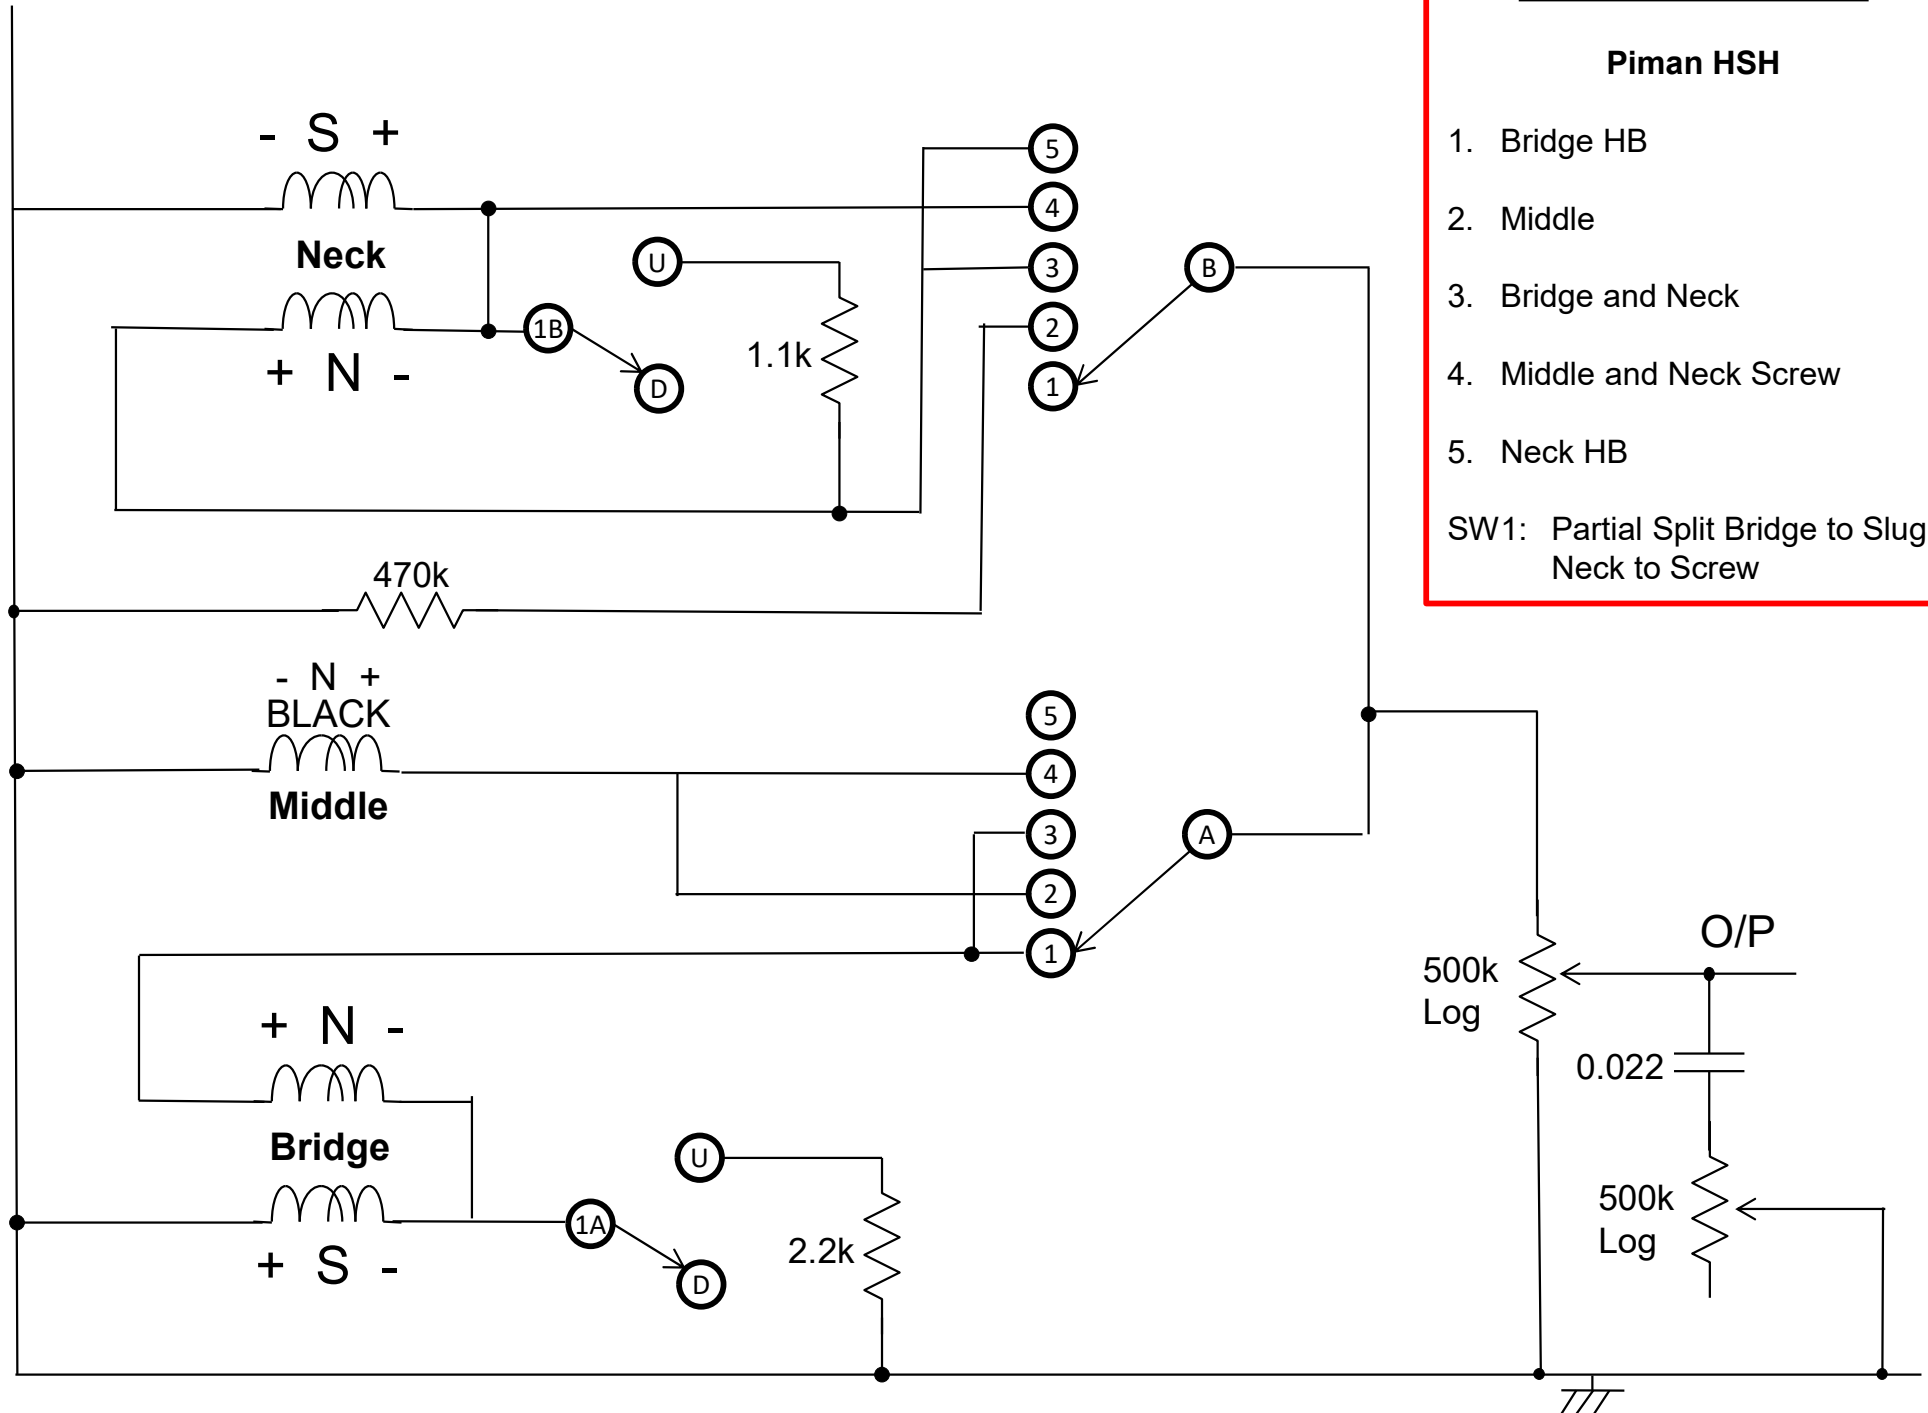 Piman HSH
1. Bridge HB
2. Middle
3. Bridge and Neck
4. Middle and Neck Screw
5. Neck HB
SW1: Partial Split Bridge to Slug
Neck to Screw
- S +
Neck
+ N -
1B
U
D
1.1k
5
4
3
2
1
B
470k
- N +
BLACK
Middle
5
4
3
2
1
A
+ N -
Bridge
+ S -
1A
U
D
2.2k
500k
Log
O/P
0.022
500k
Log